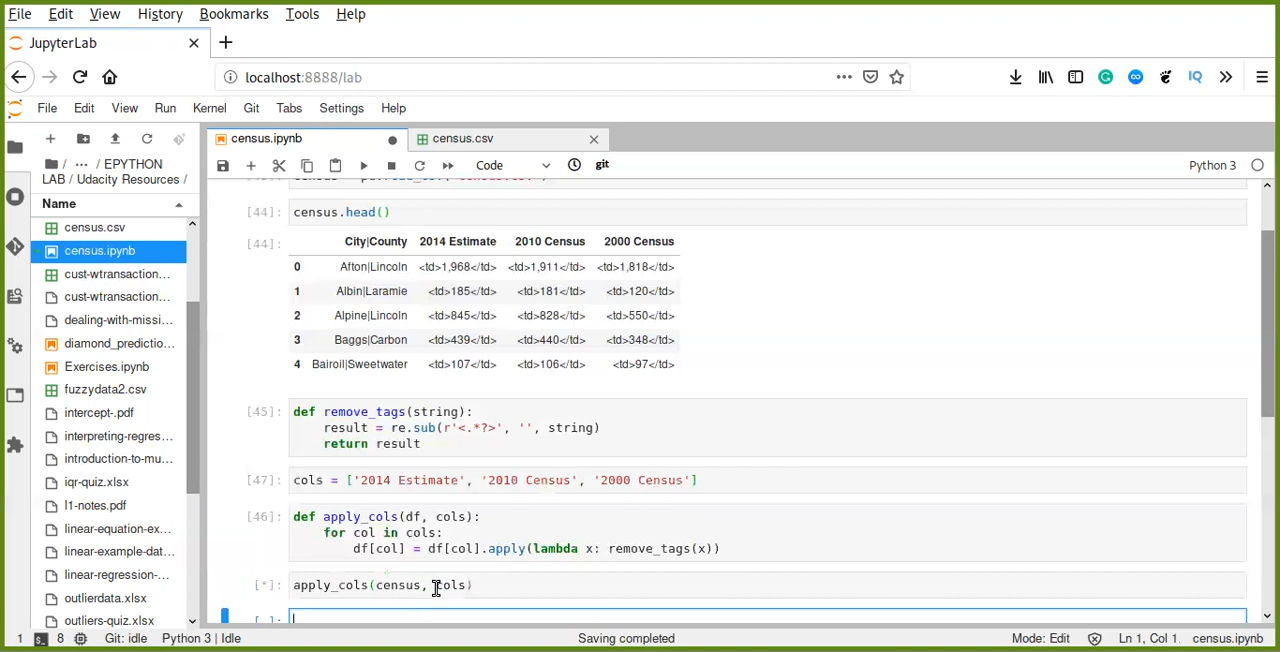 File Edit View History Bookmarks Tools Help
JupyterLab
localhost:8888/lab
IQ
File Edit View Run Kernel Git Tabs Settings Help
census.ipynb
census.csv
/ ... / EPYTHON
LAB / Udacity Resources /
Code
git
Python 3
Name
census.csv
census.ipynb
cust-wtransaction...
cust-wtransaction...
dealing-with-missi...
diamond_predictio...
Exercises.ipynb
fuzzydata2.csv
intercept-.pdf
interpreting-regres...
introduction-to-mu...
iqr-quiz.xlsx
l1-notes.pdf
linear-equation-ex...
linear-example-dat...
linear-regression-...
outlierdata.xlsx
outliers-quiz.xlsx
[44]: census.head()
[44]: City|County 2014 Estimate 2010 Census 2000 Census
0 Afton|Lincoln <td>1,968</td> <td>1,911</td> <td>1,818</td>
1 Albin|Laramie <td>185</td> <td>181</td> <td>120</td>
2 Alpine|Lincoln <td>845</td> <td>828</td> <td>550</td>
3 Baggs|Carbon <td>439</td> <td>440</td> <td>348</td>
4 Bairoil|Sweetwater <td>107</td> <td>106</td> <td>97</td>
[45]: def remove_tags(string):
result = re.sub(r'<.*?>', '', string)
return result
[47]: cols = ['2014 Estimate', '2010 Census', '2000 Census']
[46]: def apply_cols(df, cols):
for col in cols:
df[col] = df[col].apply(lambda x: remove_tags(x))
[*]: apply_cols(census, cols)
[ ]:
1 8 Git: idle Python 3 | Idle Saving completed Mode: Edit Ln 1, Col 1 census.ipynb